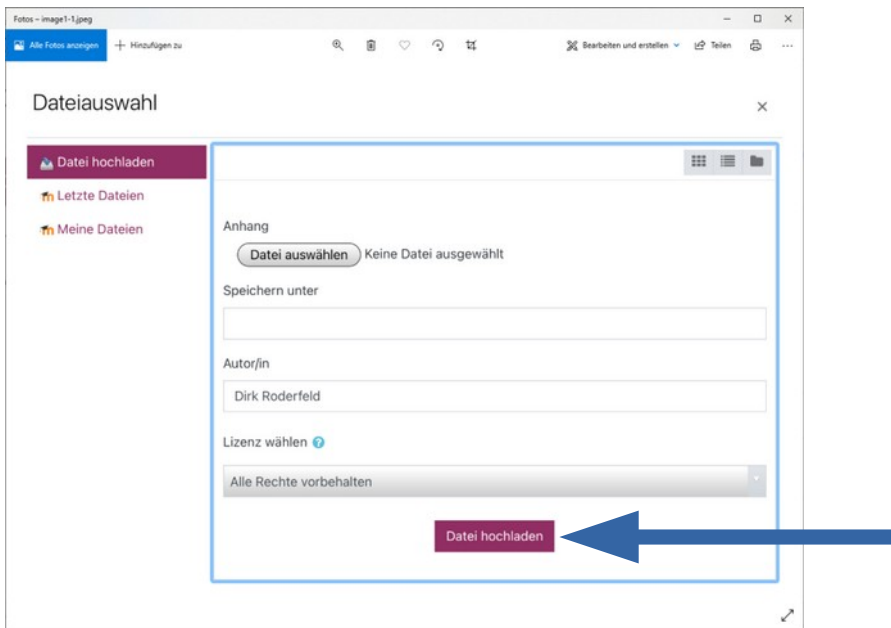 Fotos – image1-1.jpeg
Alle Fotos anzeigen
Hinzufügen zu
Bearbeiten und erstellen
Teilen
Dateiauswahl
Datei hochladen
Letzte Dateien
Meine Dateien
Anhang
Datei auswählen Keine Datei ausgewählt
Speichern unter
Autor/in
Dirk Roderfeld
Lizenz wählen ?
Alle Rechte vorbehalten
Datei hochladen